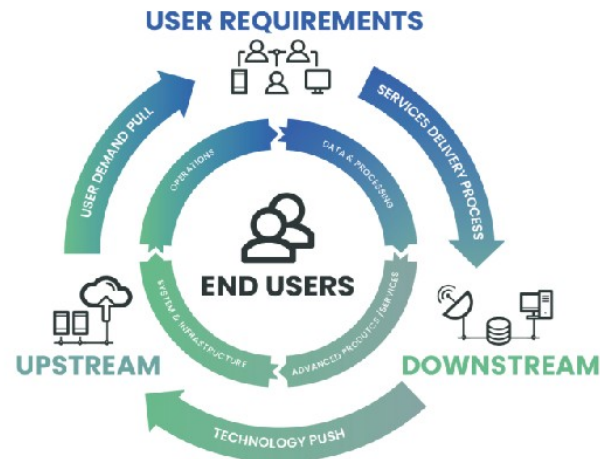 USER REQUIREMENTS
USER DEMAND PULL
SERVICES DELIVERY PROCESS
OPERATIONS
DATA & PROCESSING
END USERS
SYSTEM & INFRASTRUCTURE
ADVANCED PRODUTCS /SERVICES
UPSTREAM
DOWNSTREAM
TECHNOLOGY PUSH